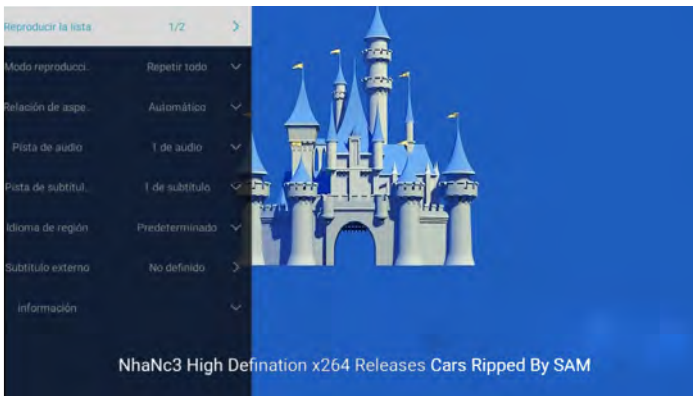 Reproducir la lista 1/2
Modo reproducci.. Repetir todo
Relación de aspe.. Automático
Pista de audio 1 de audio
Pista de subtítul.. 1 de subtítulo
Idioma de región Predeterminado
Subtítulo externo No definido
información
NhaNc3 High Defination x264 Releases Cars Ripped By SAM